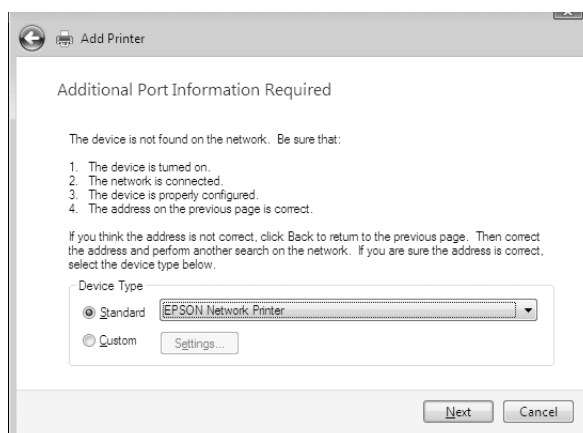 Add Printer
Additional Port Information Required
The device is not found on the network. Be sure that:
1. The device is turned on.
2. The network is connected.
3. The device is properly configured.
4. The address on the previous page is correct.
If you think the address is not correct, click Back to return to the previous page. Then correct
the address and perform another search on the network. If you are sure the address is correct,
select the device type below.
Device Type
Standard
EPSON Network Printer
Custom
Settings...
Next
Cancel